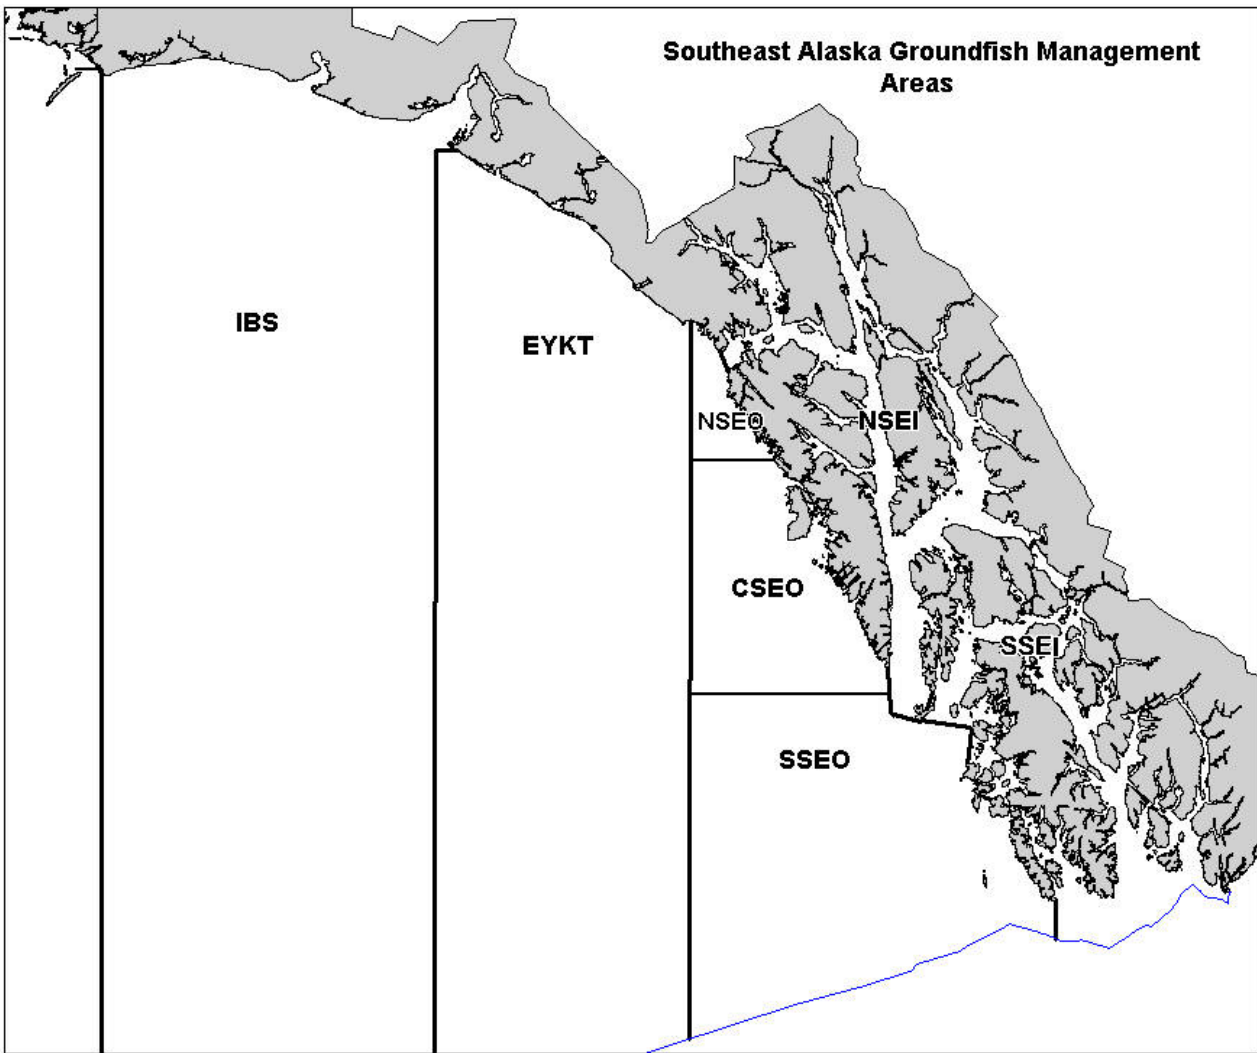 Southeast Alaska Groundfish Management
Areas
IBS
EYKT
NSEO
NSEI
CSEO
SSEI
SSEO